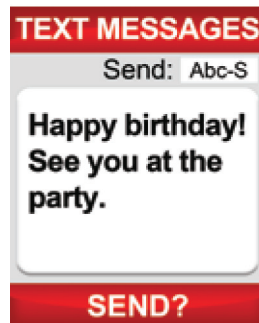 TEXT MESSAGES
Send: Abc-S
Happy birthday!
See you at the
party.
SEND?